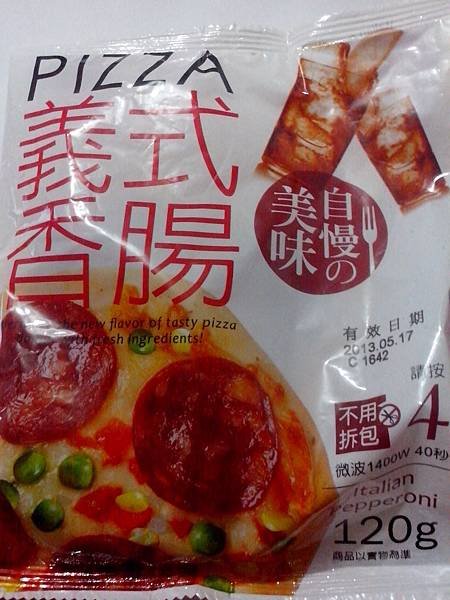 PIZZA
義式
香腸
自慢の
美味
the new flavor of tasty pizza
with fresh ingredients!
有效日期
2013.05.17
C 1642
請按
不用
拆包
4
微波1400W 40秒
Italian
Pepperoni
120g
商品以實物為準